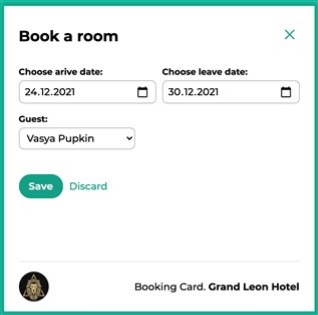 Book a room
Choose arive date: Choose leave date:
24.12.2021 30.12.2021
Guest:
Vasya Pupkin
Save Discard
Booking Card. Grand Leon Hotel